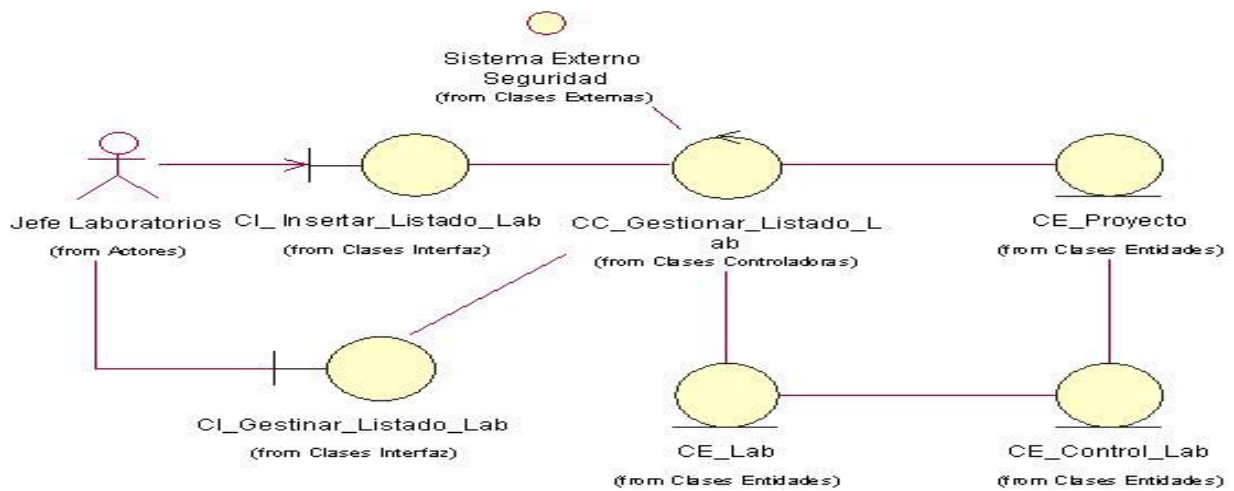 Sistema Externo
Seguridad
(from Clases Externas)
Jefe Laboratorios
(from Actores)
CI_ Insertar_Listado_Lab
(from Clases Interfaz)
CC_Gestionar_Listado_L
ab
(from Clases Controladoras)
CE_Proyecto
(from Clases Entidades)
CI_Gestinar_Listado_Lab
(from Clases Interfaz)
CE_Lab
(from Clases Entidades)
CE_Control_Lab
(from Clases Entidades)